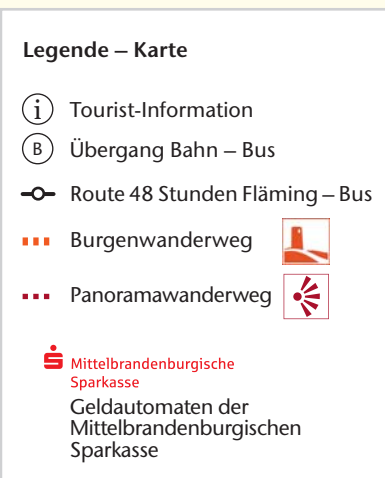 Legende – Karte
i Tourist-Information
B Übergang Bahn – Bus
Route 48 Stunden Fläming – Bus
Burgenwanderweg
Panoramawanderweg
Mittelbrandenburgische
Sparkasse
Geldautomaten der
Mittelbrandenburgischen
Sparkasse